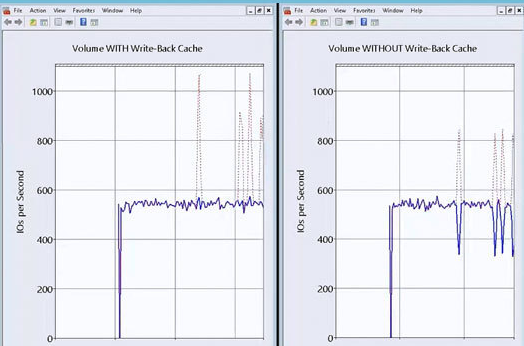 File Action View Favorites Window Help
Volume WITH Write-Back Cache
IOs per Second
1000
800
600
400
200
0
File Action View Favorites Window Help
Volume WITHOUT Write-Back Cache
IOs per Second
1000
800
600
400
200
0